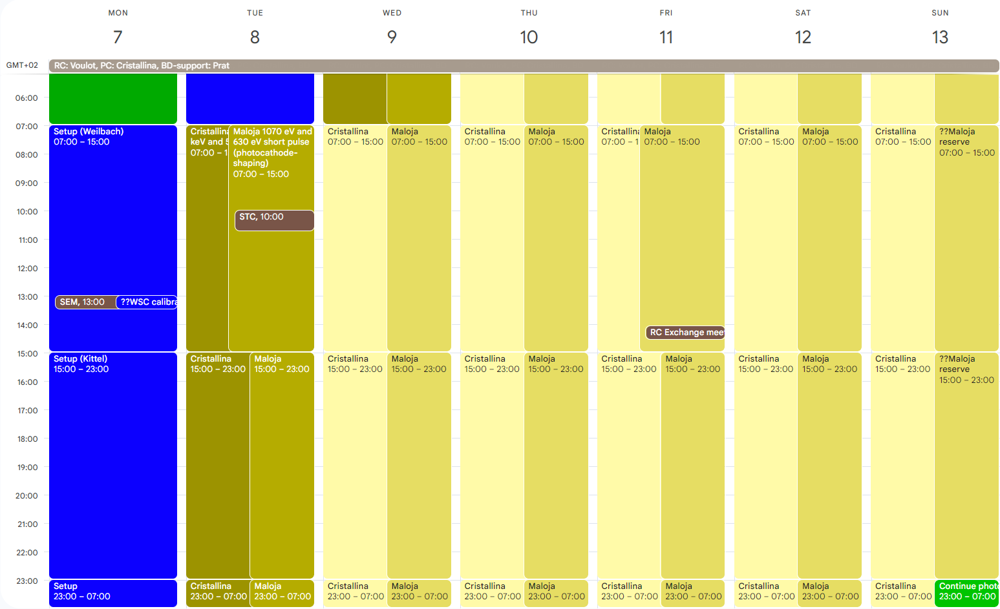 MON
TUE
WED
THU
FRI
SAT
SUN
7
8
9
10
11
12
13
GMT+02
RC: Voulot, PC: Cristallina, BD-support: Prat
06:00
07:00
08:00
09:00
10:00
11:00
12:00
13:00
14:00
15:00
16:00
17:00
18:00
19:00
20:00
21:00
22:00
23:00
Setup (Weilbach)
07:00 – 15:00
SEM, 13:00
??WSC calibra
Setup (Kittel)
15:00 – 23:00
Setup
23:00 – 07:00
Cristallina
keV and
07:00 – 1
Maloja 1070 eV and
630 eV short pulse
(photocathode-
shaping)
07:00 – 15:00
STC, 10:00
Cristallina
15:00 – 23:00
Maloja
15:00 – 23:00
Cristallina
23:00 – 07:00
Maloja
23:00 – 07:00
Cristallina
07:00 – 15:00
Maloja
07:00 – 15:00
Cristallina
15:00 – 23:00
Maloja
15:00 – 23:00
Cristallina
23:00 – 07:00
Maloja
23:00 – 07:00
Cristallina
07:00 – 15:00
Maloja
07:00 – 15:00
Cristallina
15:00 – 23:00
Maloja
15:00 – 23:00
Cristallina
23:00 – 07:00
Maloja
23:00 – 07:00
Cristallina
07:00 – 1
Maloja
07:00 – 15:00
RC Exchange mee
Cristallina
15:00 – 23:00
Maloja
15:00 – 23:00
Cristallina
23:00 – 07:00
Maloja
23:00 – 07:00
Cristallina
07:00 – 15:00
Maloja
07:00 – 15:00
Cristallina
15:00 – 23:00
Maloja
15:00 – 23:00
Cristallina
23:00 – 07:00
Maloja
23:00 – 07:00
Cristallina
07:00 – 15:00
??Maloja
reserve
07:00 – 15:00
Cristallina
15:00 – 23:00
??Maloja
reserve
15:00 – 23:00
Cristallina
23:00 – 07:00
Continue phot
23:00 – 07:00